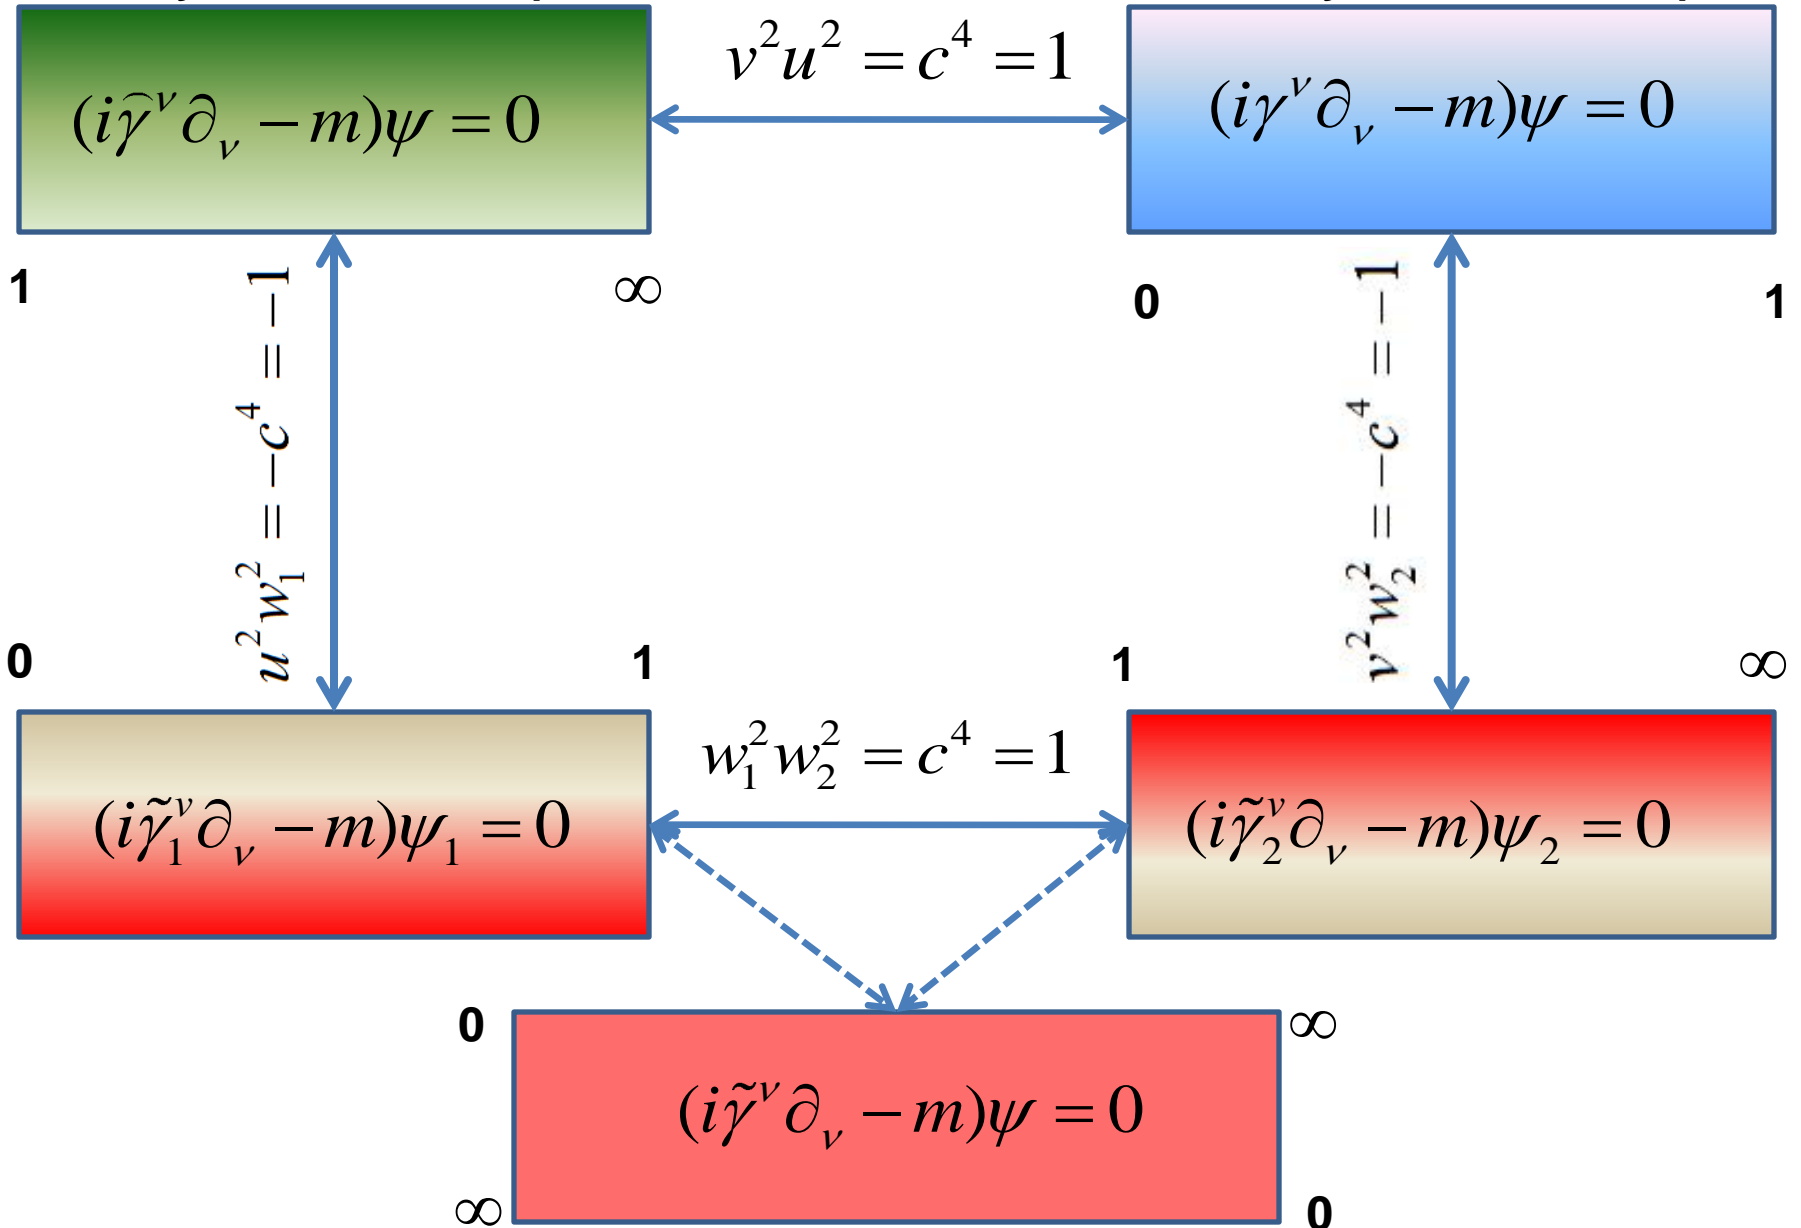 v²u² = c⁴ = 1
(iγ̂^ν ∂_ν − m)ψ = 0
(iγ^ν ∂_ν − m)ψ = 0
1
∞
0
1
u²w₁² = −c⁴ = −1
v²w₂² = −c⁴ = −1
0
1
1
∞
w₁²w₂² = c⁴ = 1
(iγ̃₁^ν ∂_ν − m)ψ₁ = 0
(iγ̃₂^ν ∂_ν − m)ψ₂ = 0
0
∞
(iγ̃^ν ∂_ν − m)ψ = 0
∞
0